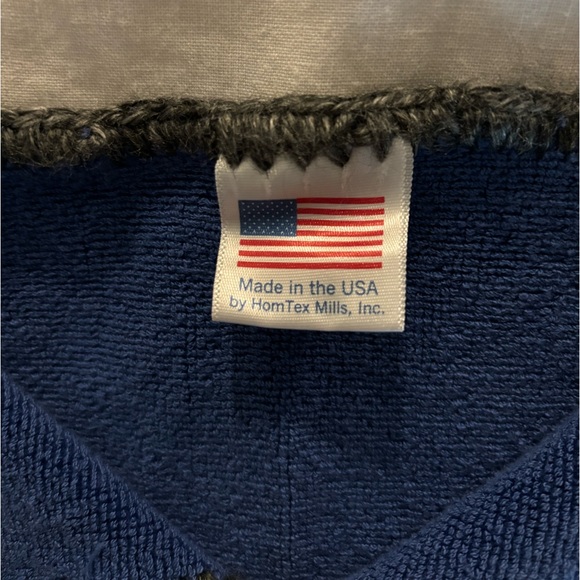 Made in the USA
by HomTex Mills, Inc.